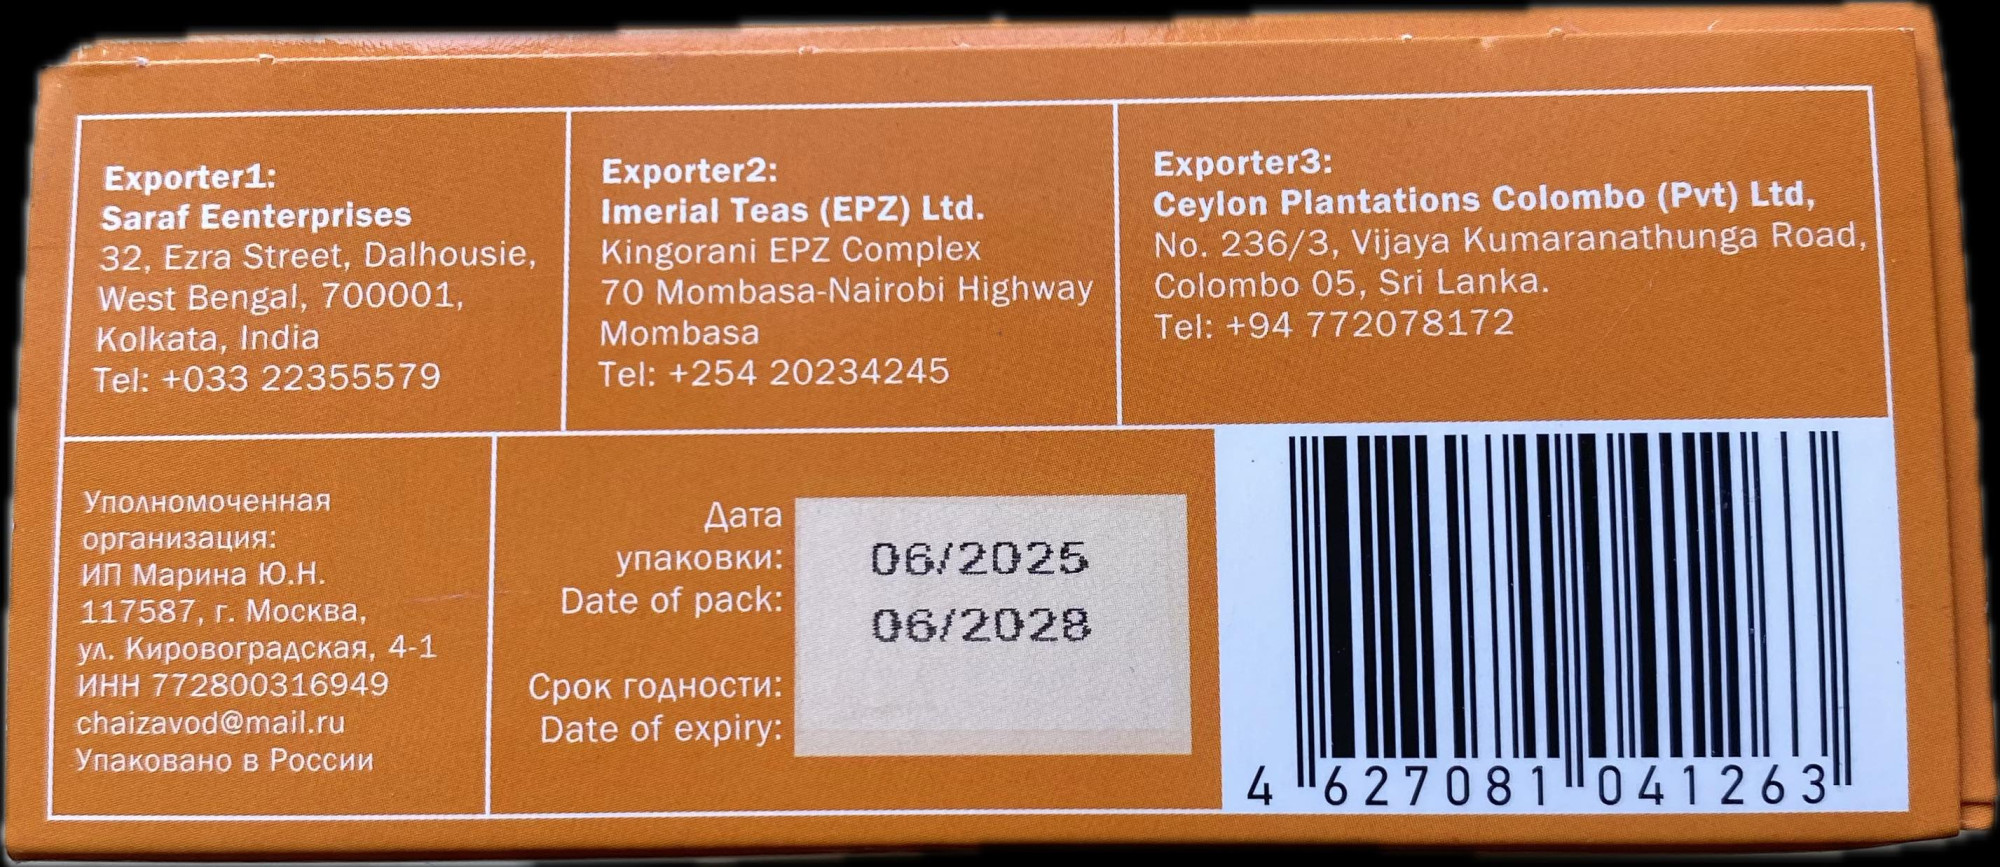 Exporter1:
Saraf Eenterprises
32, Ezra Street, Dalhousie,
West Bengal, 700001,
Kolkata, India
Tel: +033 22355579
Exporter2:
Imerial Teas (EPZ) Ltd.
Kingorani EPZ Complex
70 Mombasa-Nairobi Highway
Mombasa
Tel: +254 20234245
Exporter3:
Ceylon Plantations Colombo (Pvt) Ltd,
No. 236/3, Vijaya Kumaranathunga Road,
Colombo 05, Sri Lanka.
Tel: +94 772078172
Уполномоченная
организация:
ИП Марина Ю.Н.
117587, г. Москва,
ул. Кировоградская, 4-1
ИНН 772800316949
chaizavod@mail.ru
Упаковано в России
Дата
упаковки:
Date of pack:
06/2025
06/2028
Срок годности:
Date of expiry:
4 627081 041263